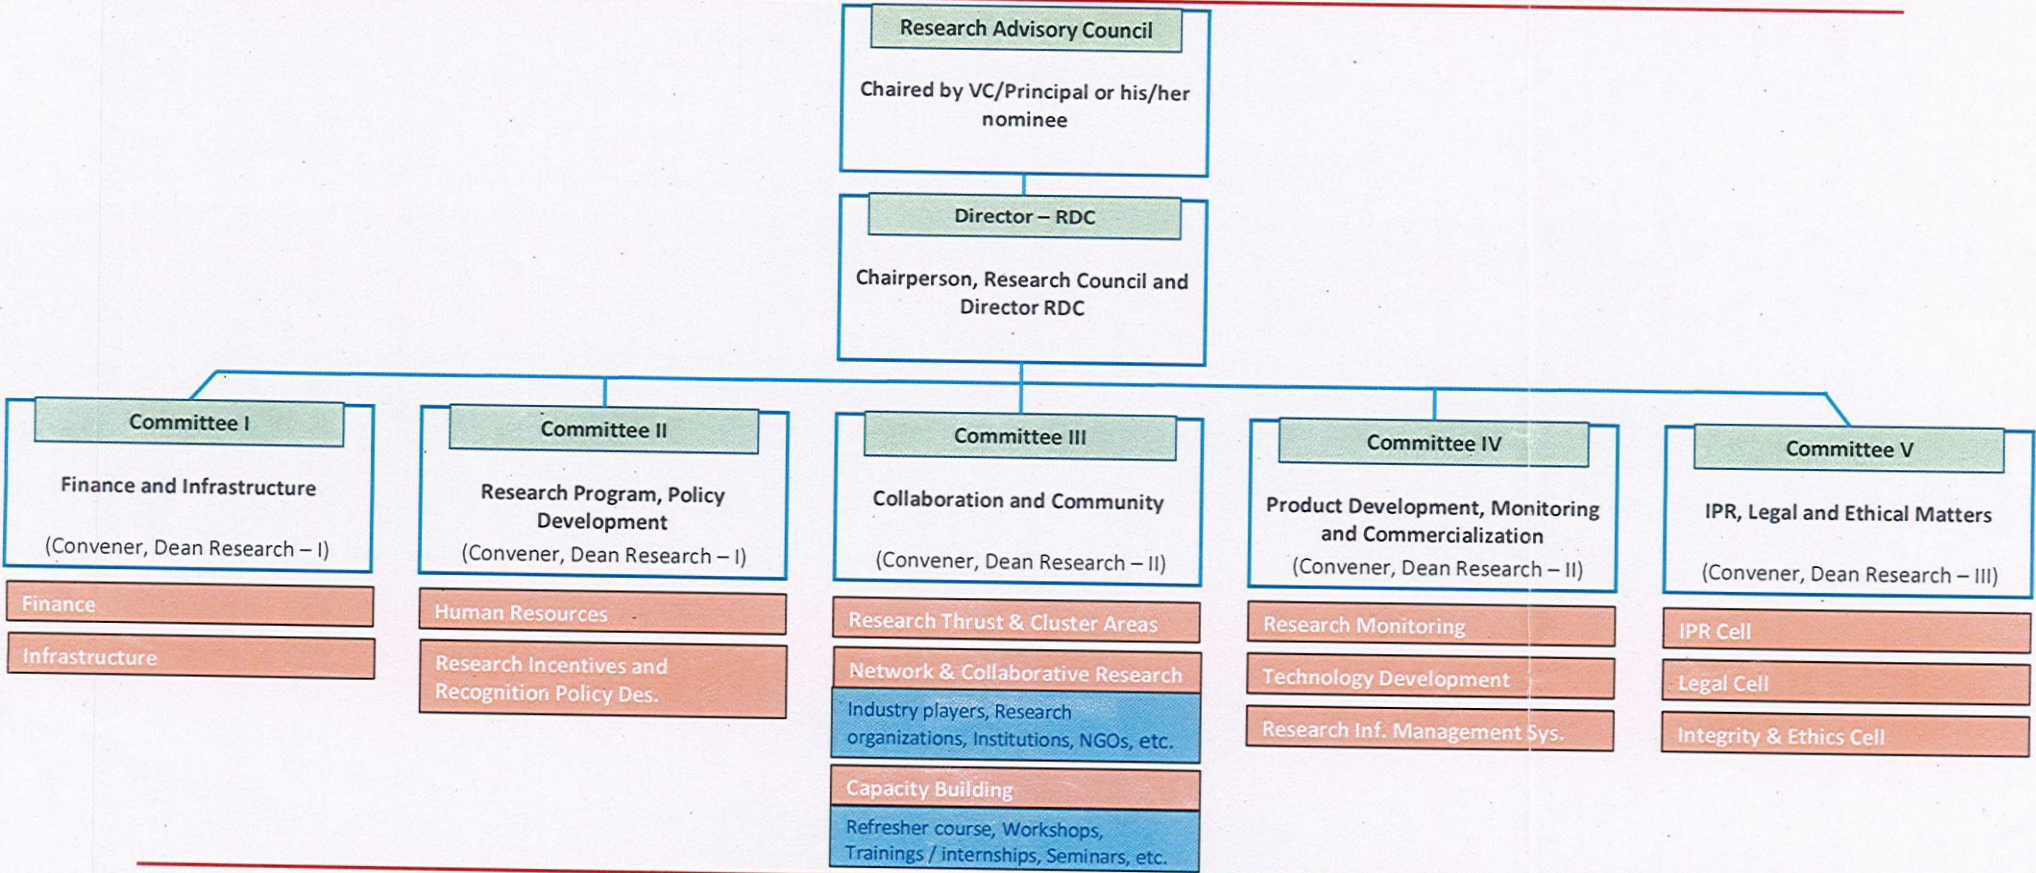 Research Advisory Council
Chaired by VC/Principal or his/her
nominee
Director – RDC
Chairperson, Research Council and
Director RDC
Committee I
Finance and Infrastructure
(Convener, Dean Research – I)
Finance
Infrastructure
Committee II
Research Program, Policy
Development
(Convener, Dean Research – I)
Human Resources
Research Incentives and
Recognition Policy Des.
Committee III
Collaboration and Community
(Convener, Dean Research – II)
Research Thrust & Cluster Areas
Network & Collaborative Research
Industry players, Research
organizations, Institutions, NGOs, etc.
Capacity Building
Refresher course, Workshops,
Trainings / internships, Seminars, etc.
Committee IV
Product Development, Monitoring
and Commercialization
(Convener, Dean Research – II)
Research Monitoring
Technology Development
Research Inf. Management Sys.
Committee V
IPR, Legal and Ethical Matters
(Convener, Dean Research – III)
IPR Cell
Legal Cell
Integrity & Ethics Cell